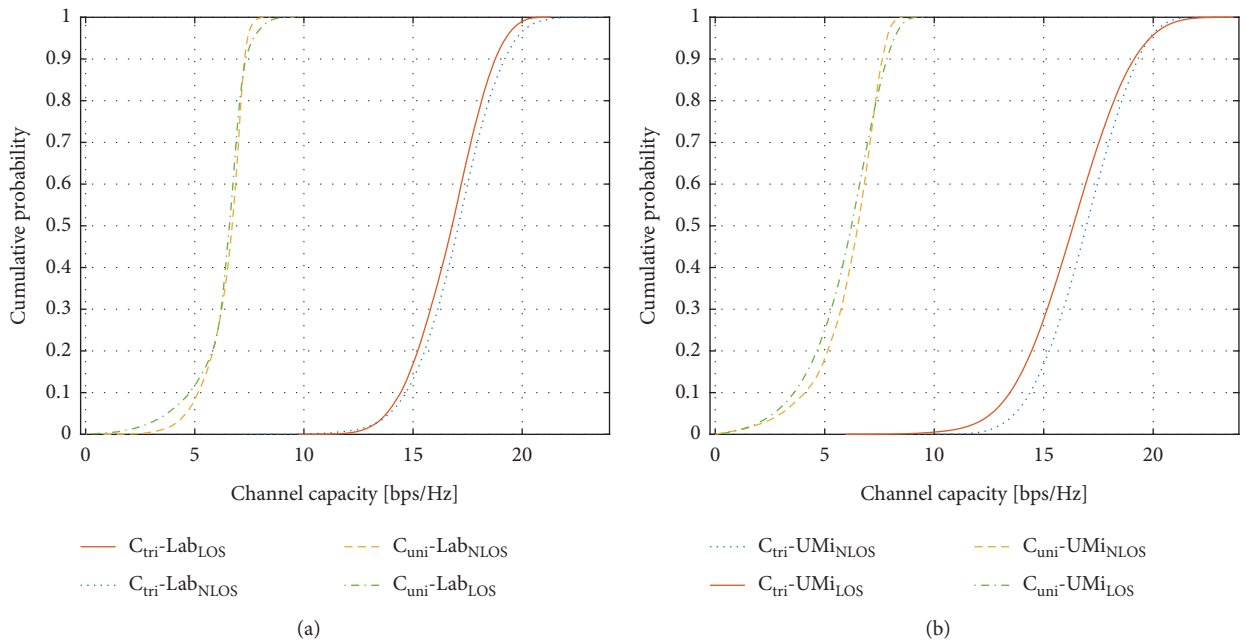 1
0.9
0.8
0.7
0.6
0.5
0.4
0.3
0.2
0.1
0
Cumulative probability
0 5 10 15 20
Channel capacity [bps/Hz]
C_tri-Lab_LOS C_uni-Lab_NLOS
C_tri-Lab_NLOS C_uni-Lab_LOS
(a)
1
0.9
0.8
0.7
0.6
0.5
0.4
0.3
0.2
0.1
0
Cumulative probability
0 5 10 15 20
Channel capacity [bps/Hz]
C_tri-UMi_NLOS C_uni-UMi_NLOS
C_tri-UMi_LOS C_uni-UMi_LOS
(b)